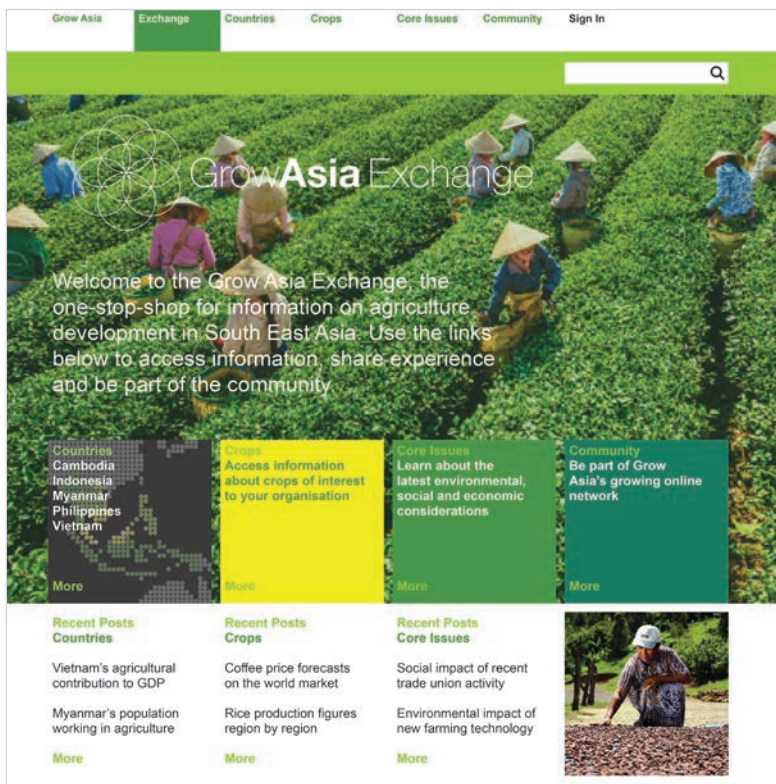 Grow Asia
Exchange
Countries
Crops
Core Issues
Community
Sign In
GrowAsia Exchange
Welcome to the Grow Asia Exchange, the
one-stop-shop for information on agriculture
development in South East Asia. Use the links
below to access information, share experience
and be part of the community.
Countries
Cambodia
Indonesia
Myanmar
Philippines
Vietnam
More
Crops
Access information
about crops of interest
to your organisation
More
Core Issues
Learn about the
latest environmental,
social and economic
considerations
More
Community
Be part of Grow
Asia's growing online
network
More
Recent Posts
Countries
Vietnam's agricultural
contribution to GDP
Myanmar's population
working in agriculture
More
Recent Posts
Crops
Coffee price forecasts
on the world market
Rice production figures
region by region
More
Recent Posts
Core Issues
Social impact of recent
trade union activity
Environmental impact of
new farming technology
More